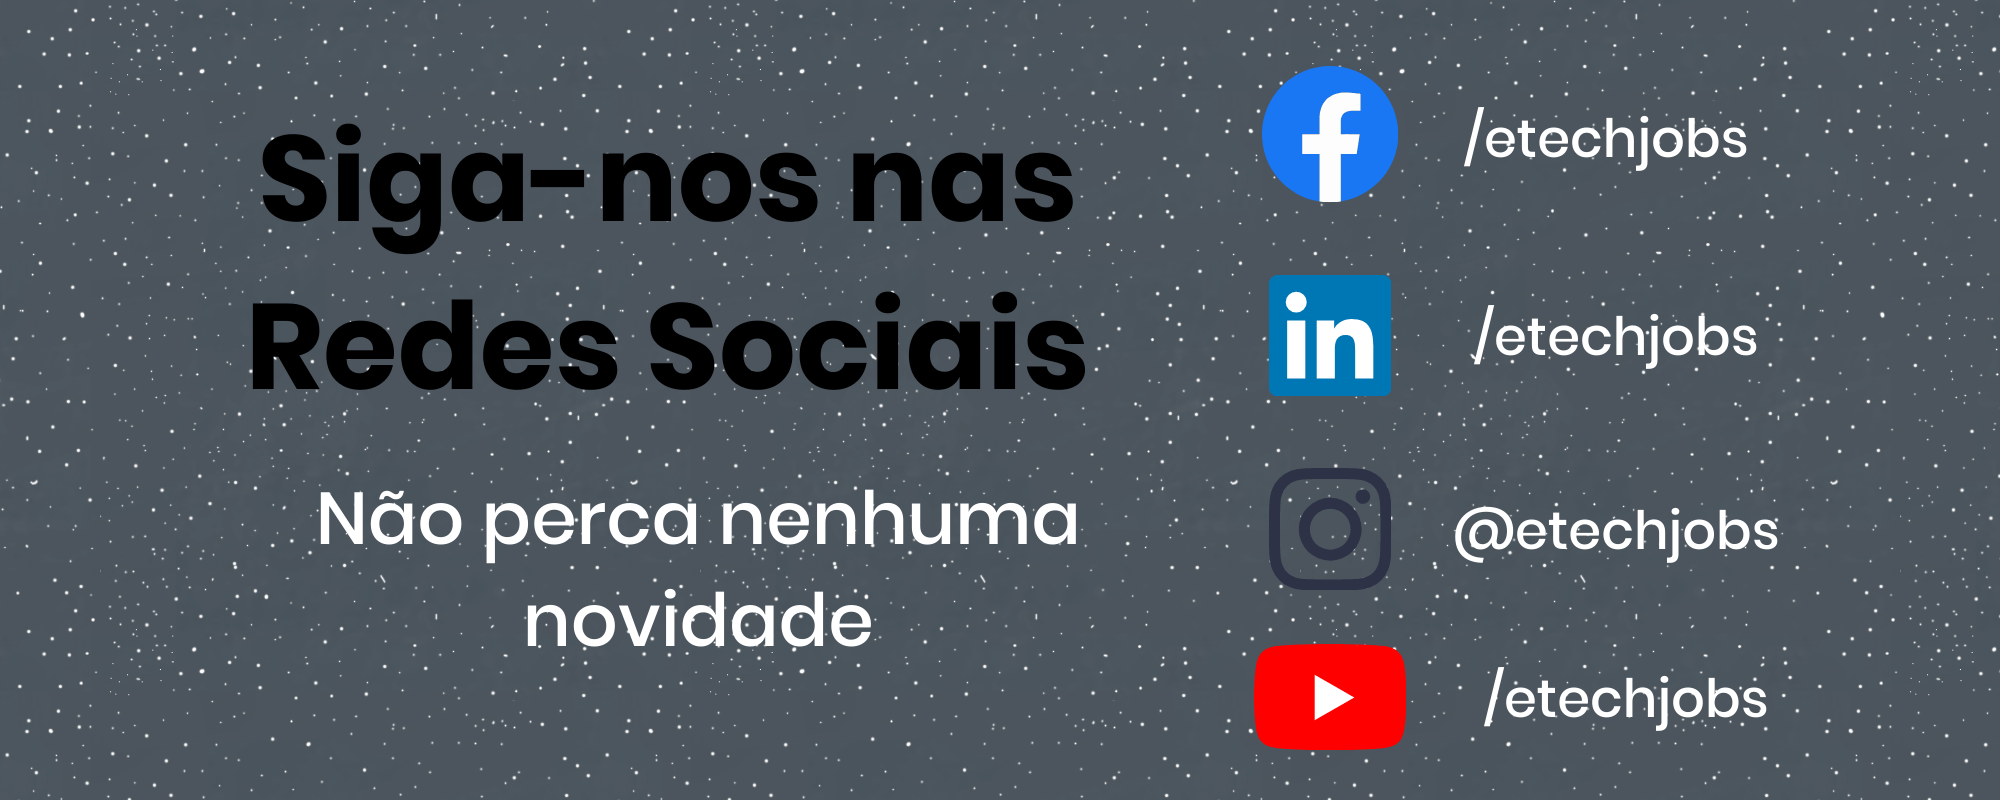 Siga-nos nas
Redes Sociais
Não perca nenhuma
novidade
/etechjobs
in
/etechjobs
@etechjobs
/etechjobs